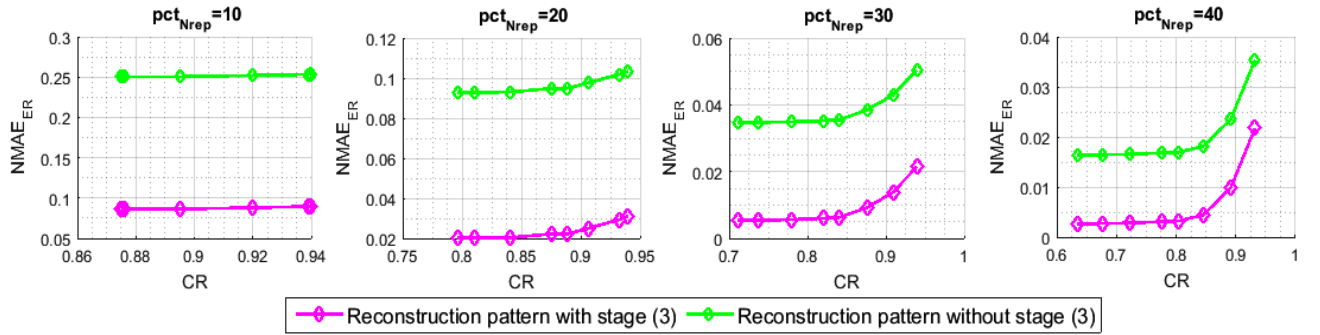 pct_Nrep=10
NMAE_ER
0.3
0.25
0.2
0.15
0.1
0.05
0.86 0.88 0.9 0.92 0.94
CR
pct_Nrep=20
NMAE_ER
0.12
0.1
0.08
0.06
0.04
0.02
0.75 0.8 0.85 0.9 0.95
CR
pct_Nrep=30
NMAE_ER
0.06
0.04
0.02
0
0.7 0.8 0.9 1
CR
pct_Nrep=40
NMAE_ER
0.04
0.03
0.02
0.01
0
0.6 0.7 0.8 0.9 1
CR
Reconstruction pattern with stage (3) Reconstruction pattern without stage (3)